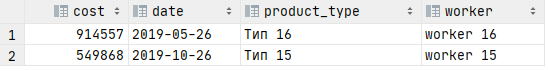 cost date product_type worker
1 914557 2019-05-26 Тип 16 worker 16
2 549868 2019-10-26 Тип 15 worker 15